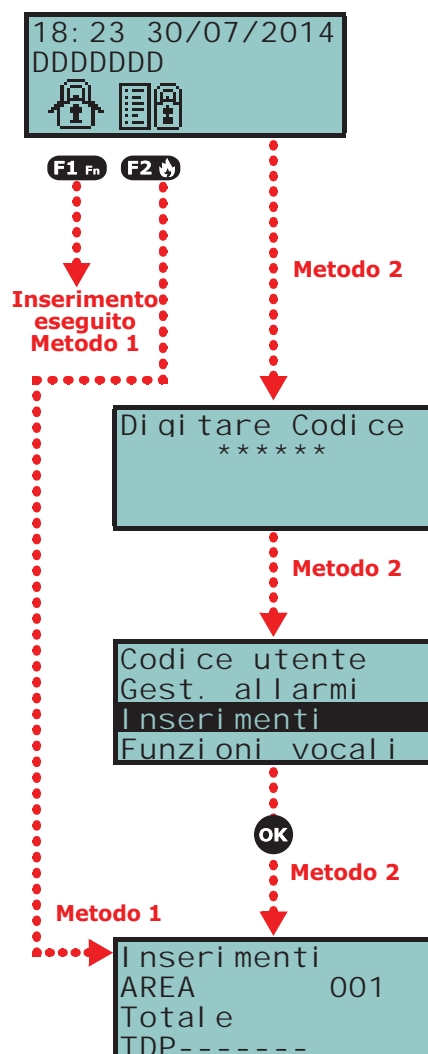 18:23 30/07/2014
DDDDDDD
F1 Fn F2
Metodo 2
Inserimento
eseguito
Metodo 1
Digitare Codice
******
Metodo 2
Codice utente
Gest. allarmi
Inserimenti
Funzioni vocali
OK
Metodo 2
Metodo 1
Inserimenti
AREA 001
Totale
TDP-------